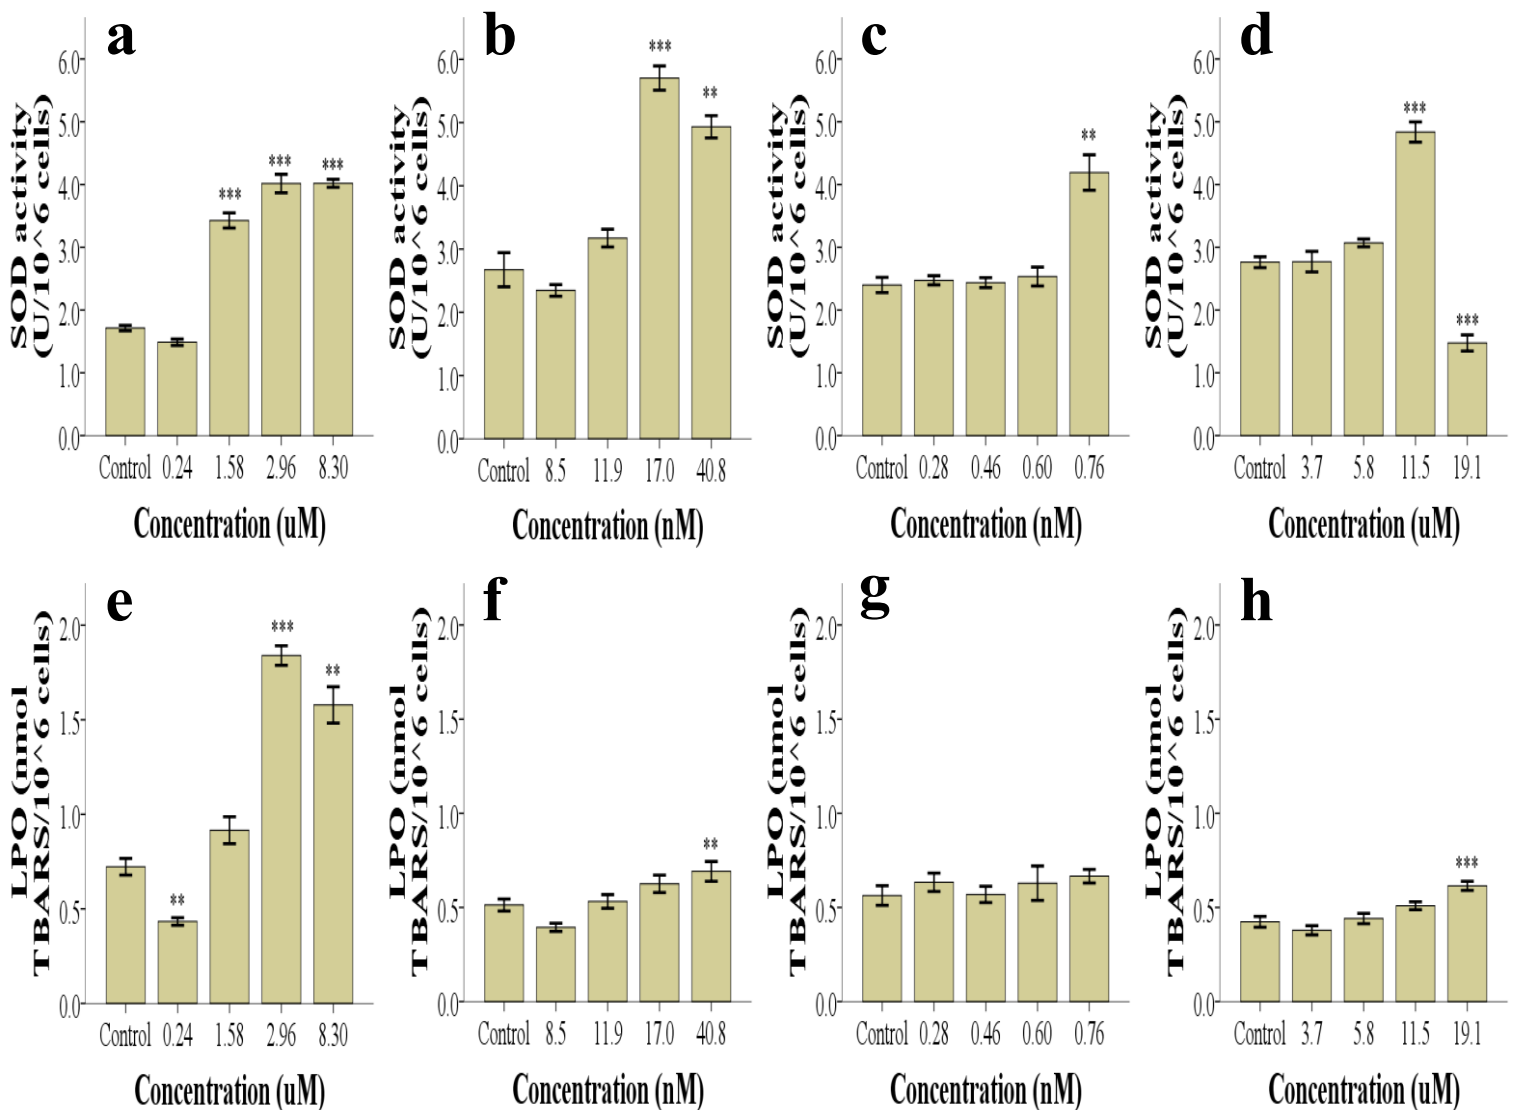 a
SOD activity
(U/10^6 cells)
6.0
5.0
4.0
3.0
2.0
1.0
0.0
*** *** ***
Control 0.24 1.58 2.96 8.30
Concentration (uM)
b
SOD activity
(U/10^6 cells)
6.0
5.0
4.0
3.0
2.0
1.0
0.0
*** **
Control 8.5 11.9 17.0 40.8
Concentration (nM)
c
SOD activity
(U/10^6 cells)
6.0
5.0
4.0
3.0
2.0
1.0
0.0
**
Control 0.28 0.46 0.60 0.76
Concentration (nM)
d
SOD activity
(U/10^6 cells)
6.0
5.0
4.0
3.0
2.0
1.0
0.0
*** ***
Control 3.7 5.8 11.5 19.1
Concentration (uM)
e
LPO (nmol
TBARS/10^6 cells)
2.0
1.5
1.0
0.5
0.0
** *** **
Control 0.24 1.58 2.96 8.30
Concentration (uM)
f
LPO (nmol
TBARS/10^6 cells)
2.0
1.5
1.0
0.5
0.0
**
Control 8.5 11.9 17.0 40.8
Concentration (nM)
g
LPO (nmol
TBARS/10^6 cells)
2.0
1.5
1.0
0.5
0.0
Control 0.28 0.46 0.60 0.76
Concentration (nM)
h
LPO (nmol
TBARS/10^6 cells)
2.0
1.5
1.0
0.5
0.0
***
Control 3.7 5.8 11.5 19.1
Concentration (uM)